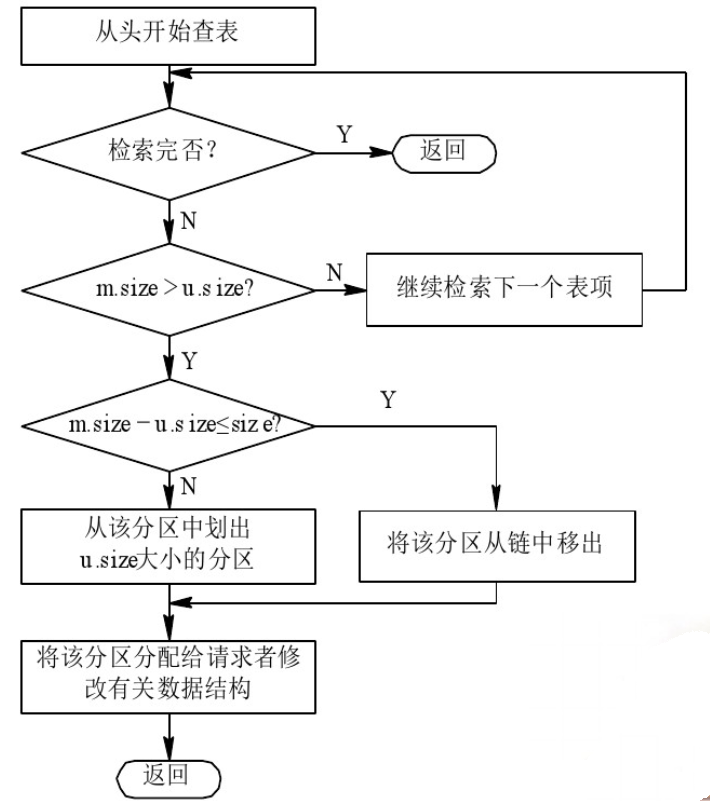 从头开始查表
检索完否？
Y
返回
N
m.size＞u.size?
N
继续检索下一个表项
Y
m.size－u.size≤size?
Y
N
从该分区中划出
u.size大小的分区
将该分区从链中移出
将该分区分配给请求者修
改有关数据结构
返回